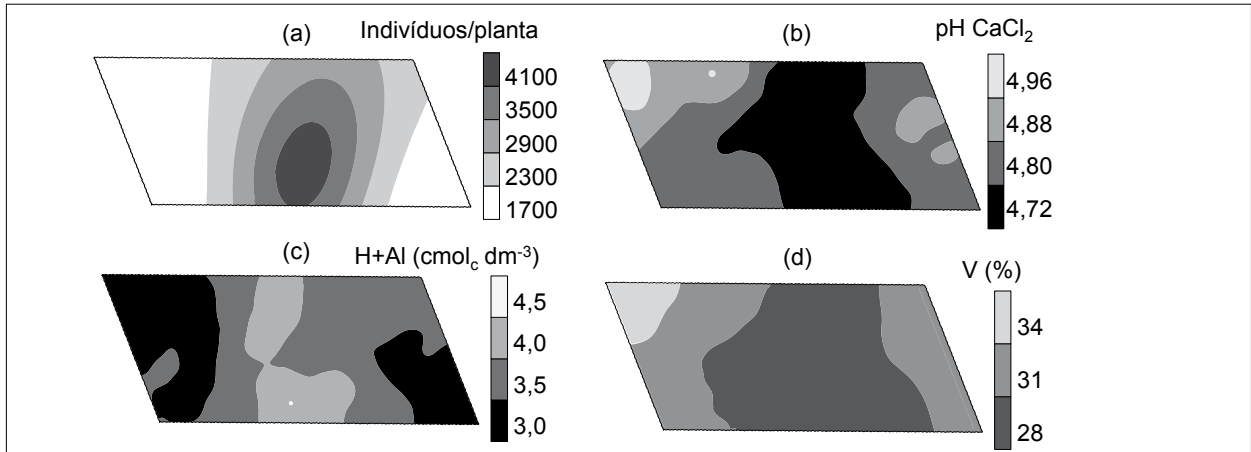 (a)
Indivíduos/planta
4100
3500
2900
2300
1700
(b)
pH CaCl₂
4,96
4,88
4,80
4,72
(c)
H+Al (cmol_c dm⁻³)
4,5
4,0
3,5
3,0
(d)
V (%)
34
31
28